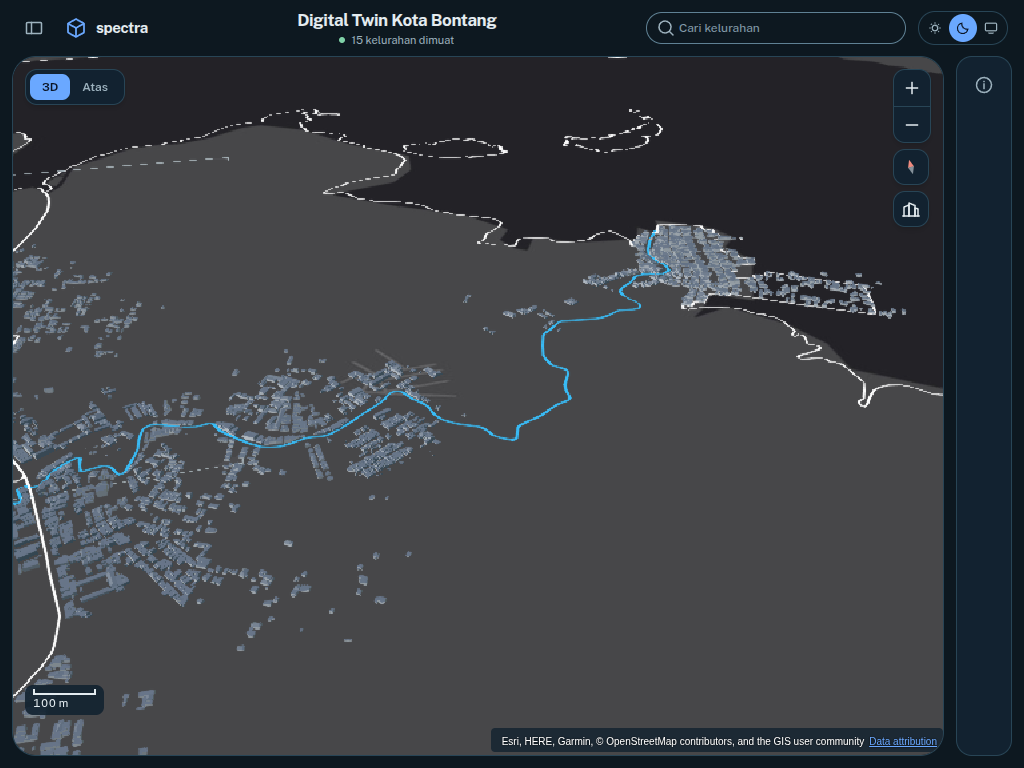 spectra
Digital Twin Kota Bontang
15 kelurahan dimuat
Cari kelurahan
3D
Atas
100 m
Esri, HERE, Garmin, © OpenStreetMap contributors, and the GIS user community Data attribution